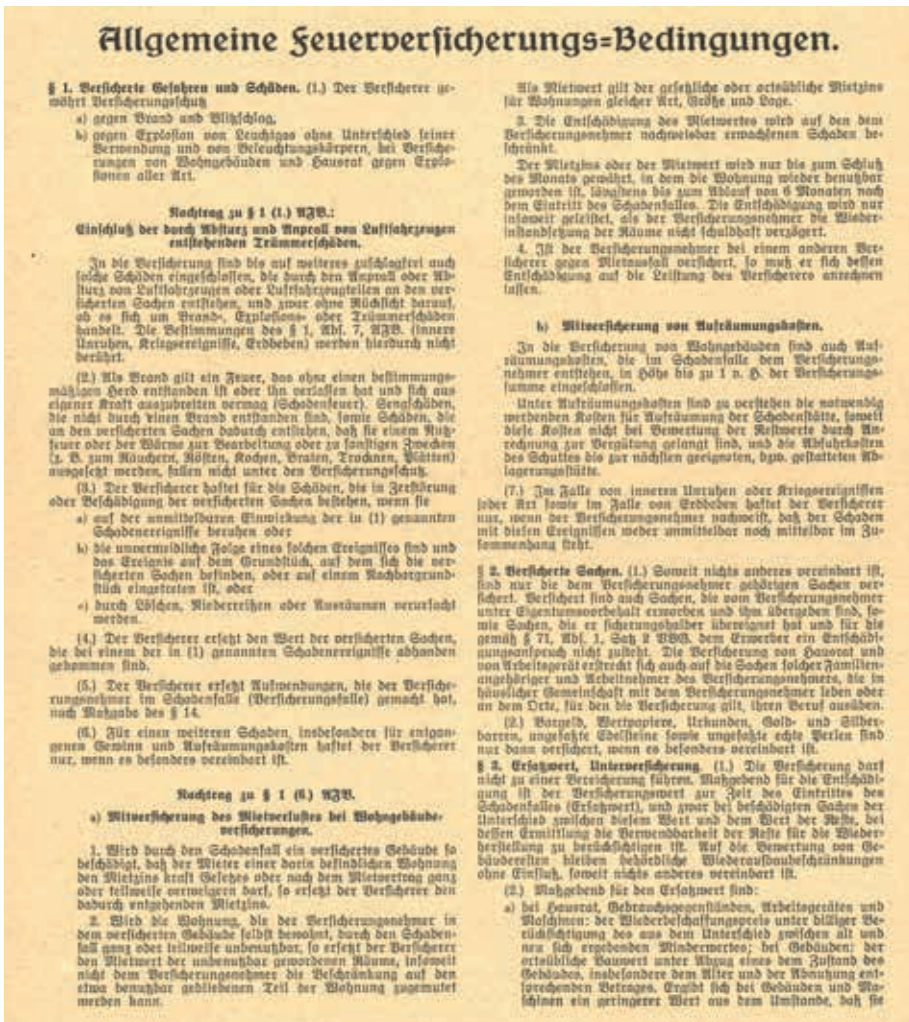 Allgemeine Feuerversicherungs=Bedingungen.
§ 1. Versicherte Gefahren und Schäden. (1.) Der Versicherer ge-
währt Versicherungsschutz
a) gegen Brand und Blitzschlag,
b) gegen Explosion von Leuchtgas ohne Unterschied seiner
Verwendung und von Beleuchtungskörpern, bei Versiche-
rungen von Wohngebäuden und Hausrat gegen Explo-
sionen aller Art.
Nachtrag zu § 1 (1.) AFB.:
Einschluß der durch Absturz und Anprall von Luftfahrzeugen
entstehenden Trümmerschäden.
In die Versicherung sind bis auf weiteres zuschlagfrei auch
solche Schäden eingeschlossen, die durch den Anprall oder Ab-
sturz von Luftfahrzeugen oder Luftfahrzeugteilen an den ver-
sicherten Sachen entstehen, und zwar ohne Rücksicht darauf,
ob es sich um Brand-, Explosions- oder Trümmerschäden
handelt. Die Bestimmungen des § 1, Abs. 7, AFB. (innere
Unruhen, Kriegsereignisse, Erdbeben) werden hierdurch nicht
berührt.
(2.) Als Brand gilt ein Feuer, das ohne einen bestimmungs-
mäßigen Herd entstanden ist oder ihn verlassen hat und sich aus
eigener Kraft auszubreiten vermag (Schadenfeuer). Sengschäden,
die nicht durch einen Brand entstanden sind, sowie Schäden, die
an den versicherten Sachen dadurch entstehen, daß sie einem Nutz-
feuer oder der Wärme zur Bearbeitung oder zu sonstigen Zwecken
(z. B. zum Räuchern, Rösten, Kochen, Braten, Trocknen, Plätten)
ausgesetzt werden, fallen nicht unter den Versicherungsschutz.
(3.) Der Versicherer haftet für die Schäden, die in Zerstörung
oder Beschädigung der versicherten Sachen bestehen, wenn sie
a) auf der unmittelbaren Einwirkung der in (1) genannten
Schadenereignisse beruhen oder
b) die unvermeidliche Folge eines solchen Ereignisses sind und
das Ereignis auf dem Grundstück, auf dem sich die ver-
sicherten Sachen befinden, oder auf einem Nachbargrund-
stück eingetreten ist, oder
c) durch Löschen, Niederreißen oder Ausräumen verursacht
werden.
(4.) Der Versicherer ersetzt den Wert der versicherten Sachen,
die bei einem der in (1) genannten Schadenereignisse abhanden
gekommen sind.
(5.) Der Versicherer ersetzt Aufwendungen, die der Versiche-
rungsnehmer im Schadenfalle (Versicherungsfalle) gemacht hat,
nach Maßgabe des § 14.
(6.) Für einen weiteren Schaden, insbesondere für entgan-
genen Gewinn und Aufräumungskosten haftet der Versicherer
nur, wenn es besonders vereinbart ist.
Nachtrag zu § 1 (6.) AFB.
a) Mitversicherung des Mietverlustes bei Wohngebäude-
versicherungen.
1. Wird durch den Schadenfall ein versichertes Gebäude so
beschädigt, daß der Mieter einer darin befindlichen Wohnung
den Mietzins kraft Gesetzes oder nach dem Mietvertrag ganz
oder teilweise verweigern darf, so ersetzt der Versicherer den
dadurch entgehenden Mietzins.
2. Wird die Wohnung, die der Versicherungsnehmer in
dem versicherten Gebäude selbst bewohnt, durch den Schaden-
fall ganz oder teilweise unbenutzbar, so ersetzt der Versicherer
den Mietwert der unbenutzbar gewordenen Räume, insoweit
nicht dem Versicherungsnehmer die Beschränkung auf den
etwa benutzbar gebliebenen Teil der Wohnung zugemutet
werden kann.
Als Mietwert gilt der gesetzliche oder ortsübliche Mietzins
für Wohnungen gleicher Art, Größe und Lage.
3. Die Entschädigung des Mietwertes wird auf den dem
Versicherungsnehmer nachweisbar erwachsenen Schaden be-
schränkt.
Der Mietzins oder der Mietwert wird nur bis zum Schluß
des Monats gewährt, in dem die Wohnung wieder benutzbar
geworden ist, längstens bis zum Ablauf von 6 Monaten nach
dem Eintritt des Schadenfalles. Die Entschädigung wird nur
insoweit geleistet, als der Versicherungsnehmer die Wieder-
instandsetzung der Räume nicht schuldhaft verzögert.
4. Ist der Versicherungsnehmer bei einem anderen Ver-
sicherer gegen Mietausfall versichert, so muß er sich dessen
Entschädigung auf die Leistung des Versicherers anrechnen
lassen.
b) Mitversicherung von Aufräumungskosten.
In die Versicherung von Wohngebäuden sind auch Auf-
räumungskosten, die im Schadenfalle dem Versicherungs-
nehmer entstehen, in Höhe bis zu 1 v. H. der Versicherungs-
summe eingeschlossen.
Unter Aufräumungskosten sind zu verstehen die notwendig
werdenden Kosten für Aufräumung der Schadenstätte, soweit
diese Kosten nicht bei Bewertung der Restwerte durch An-
rechnung zur Vergütung gelangt sind, und die Abfuhrkosten
des Schuttes bis zur nächsten geeigneten, bzw. gestatteten Ab-
lagerungsstätte.
(7.) Im Falle von inneren Unruhen oder Kriegsereignissen
jeder Art sowie im Falle von Erdbeben haftet der Versicherer
nur, wenn der Versicherungsnehmer nachweist, daß der Schaden
mit diesen Ereignissen weder unmittelbar noch mittelbar im Zu-
sammenhang steht.
§ 2. Versicherte Sachen. (1.) Soweit nichts anderes vereinbart ist,
sind nur die dem Versicherungsnehmer gehörigen Sachen ver-
sichert. Versichert sind auch Sachen, die vom Versicherungsnehmer
unter Eigentumsvorbehalt erworben und ihm übergeben sind, so-
wie Sachen, die er sicherungshalber übereignet hat und für die
gemäß § 71, Abs. 1, Satz 2 VVG. dem Erwerber ein Entschädi-
gungsanspruch nicht zusteht. Die Versicherung von Hausrat und
von Arbeitsgerät erstreckt sich auch auf die Sachen solcher Familien-
angehöriger und Arbeitnehmer des Versicherungsnehmers, die in
häuslicher Gemeinschaft mit dem Versicherungsnehmer leben oder
an dem Orte, für den die Versicherung gilt, ihren Beruf ausüben.
(2.) Bargeld, Wertpapiere, Urkunden, Gold- und Silber-
barren, ungefaßte Edelsteine sowie ungefaßte echte Perlen sind
nur dann versichert, wenn es besonders vereinbart ist.
§ 3. Ersatzwert, Unterversicherung. (1.) Die Versicherung darf
nicht zu einer Bereicherung führen. Maßgebend für die Entschädi-
gung ist der Versicherungswert zur Zeit des Eintrittes des
Schadenfalles (Ersatzwert), und zwar bei beschädigten Sachen der
Unterschied zwischen diesem Wert und dem Wert der Reste, bei
dessen Ermittlung die Verwendbarkeit der Reste für die Wieder-
herstellung zu berücksichtigen ist. Auf die Bewertung von Ge-
bäuderesten bleiben behördliche Wiederaufbaubeschränkungen
ohne Einfluß, soweit nichts anderes vereinbart ist.
(2.) Maßgebend für den Ersatzwert sind:
a) bei Hausrat, Gebrauchsgegenständen, Arbeitsgeräten und
Maschinen: der Wiederbeschaffungspreis unter billiger Be-
rücksichtigung des aus dem Unterschied zwischen alt und
neu sich ergebenden Minderwertes; bei Gebäuden: der
ortsübliche Bauwert unter Abzug eines dem Zustand des
Gebäudes, insbesondere dem Alter und der Abnutzung ent-
sprechenden Betrages. Ergibt sich bei Gebäuden und Ma-
schinen ein geringerer Wert aus dem Umstande, daß sie